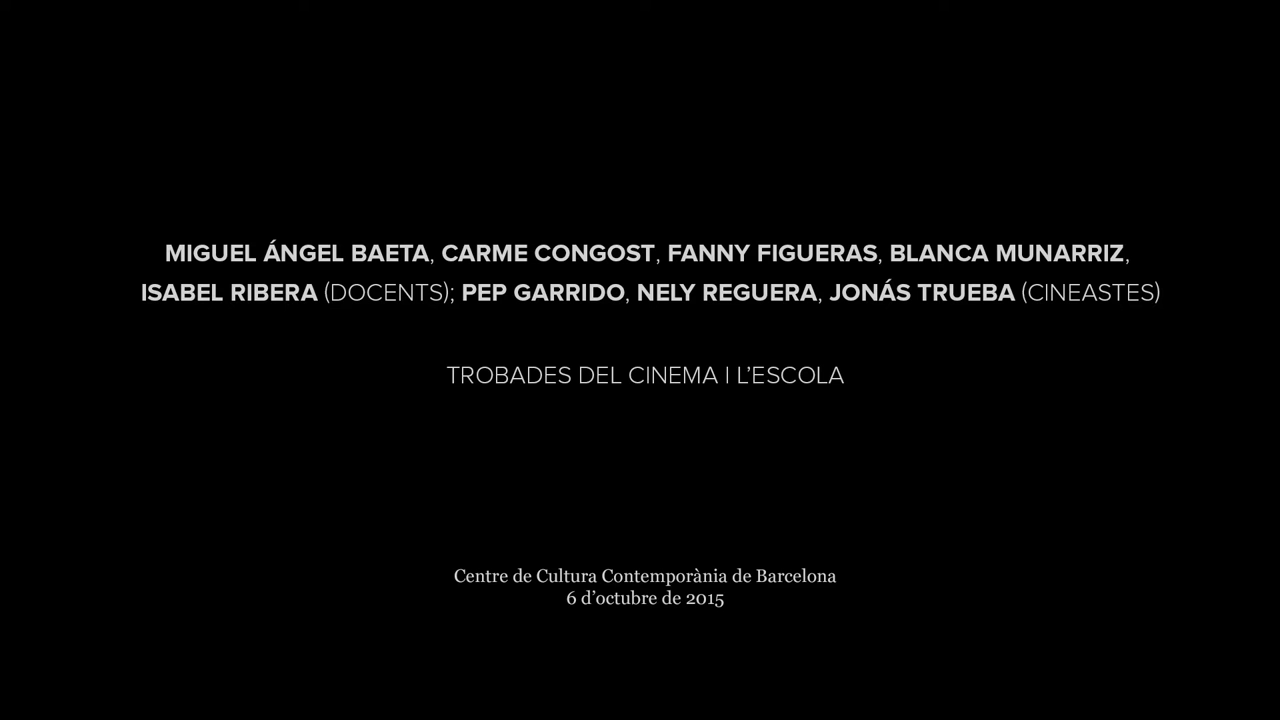 MIGUEL ÁNGEL BAETA, CARME CONGOST, FANNY FIGUERAS, BLANCA MUNARRIZ,
ISABEL RIBERA (DOCENTS); PEP GARRIDO, NELY REGUERA, JONÁS TRUEBA (CINEASTES)
TROBADES DEL CINEMA I L’ESCOLA
Centre de Cultura Contemporània de Barcelona
6 d’octubre de 2015